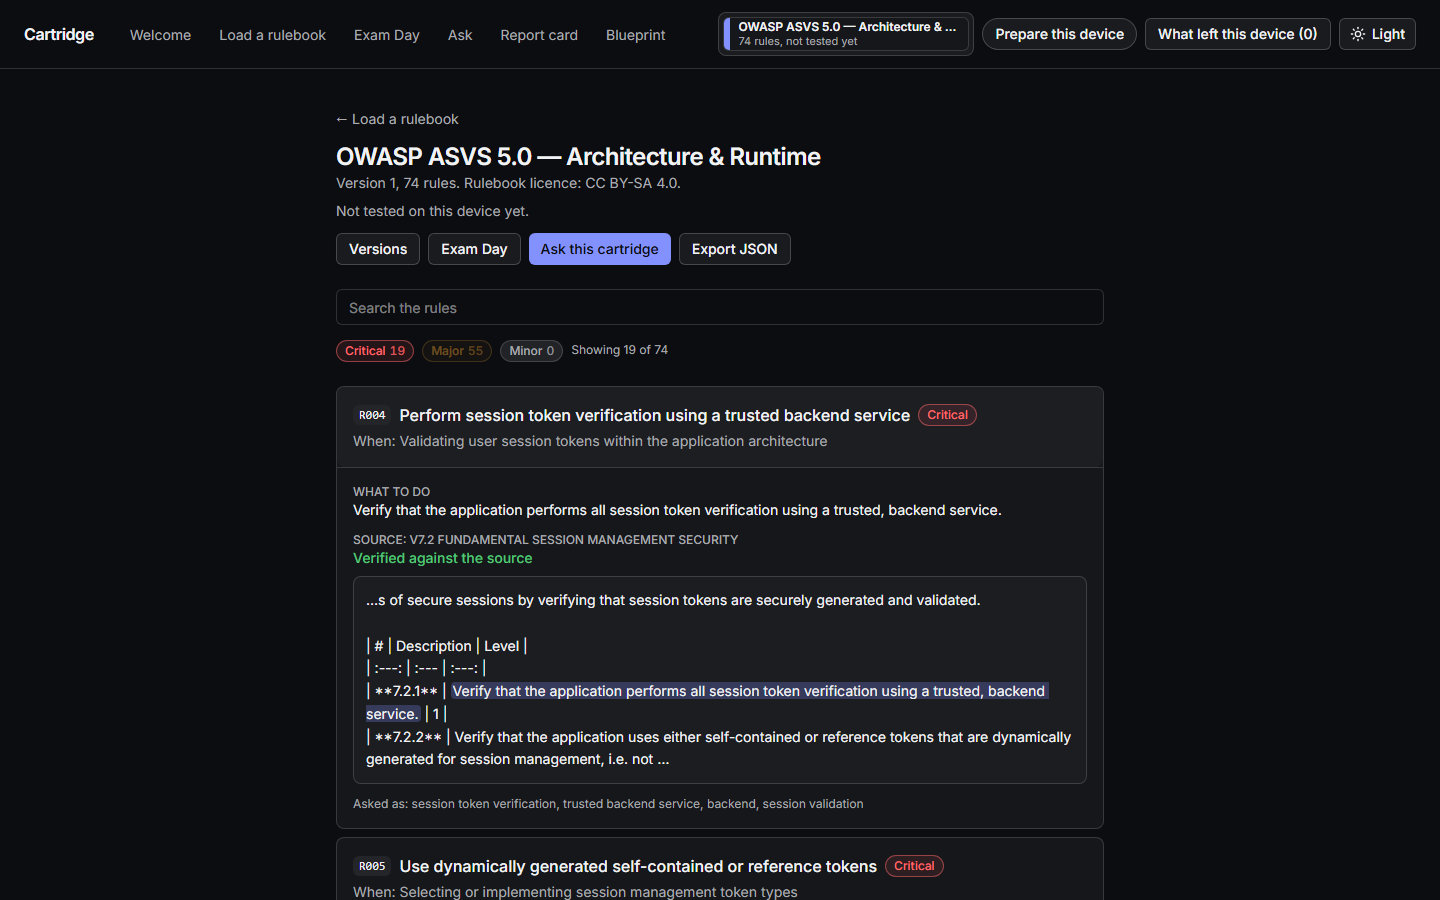 Cartridge
Welcome
Load a rulebook
Exam Day
Ask
Report card
Blueprint
OWASP ASVS 5.0 — Architecture & ...
74 rules, not tested yet
Prepare this device
What left this device (0)
Light
← Load a rulebook
OWASP ASVS 5.0 — Architecture & Runtime
Version 1, 74 rules. Rulebook licence: CC BY-SA 4.0.
Not tested on this device yet.
Versions
Exam Day
Ask this cartridge
Export JSON
Search the rules
Critical 19
Major 55
Minor 0
Showing 19 of 74
R004 Perform session token verification using a trusted backend service Critical
When: Validating user session tokens within the application architecture
WHAT TO DO
Verify that the application performs all session token verification using a trusted, backend service.
SOURCE: V7.2 FUNDAMENTAL SESSION MANAGEMENT SECURITY
Verified against the source
...s of secure sessions by verifying that session tokens are securely generated and validated.
| # | Description | Level |
| :---: | :--- | :---: |
| **7.2.1** | Verify that the application performs all session token verification using a trusted, backend
service. | 1 |
| **7.2.2** | Verify that the application uses either self-contained or reference tokens that are dynamically
generated for session management, i.e. not ...
Asked as: session token verification, trusted backend service, backend, session validation
R005 Use dynamically generated self-contained or reference tokens Critical
When: Selecting or implementing session management token types